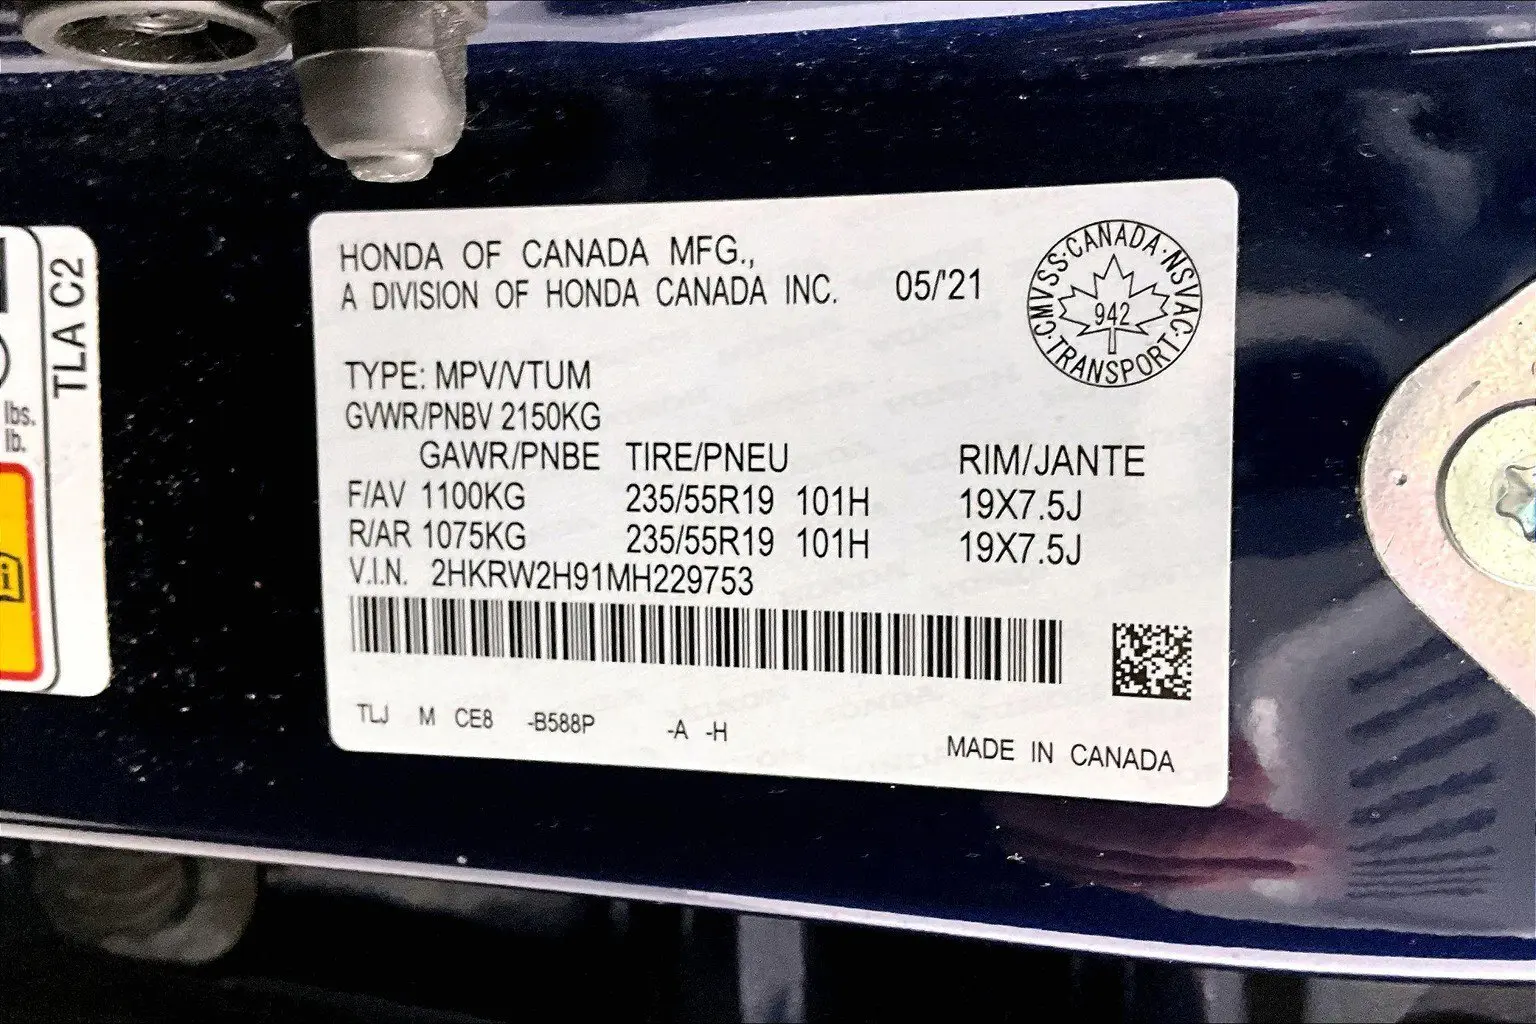 HONDA OF CANADA MFG.,
A DIVISION OF HONDA CANADA INC. 05/'21
CMVSS·CANADA·NSVAC·TRANSPORT·
942
TYPE: MPV/VTUM
GVWR/PNBV 2150KG
GAWR/PNBE TIRE/PNEU RIM/JANTE
F/AV 1100KG 235/55R19 101H 19X7.5J
R/AR 1075KG 235/55R19 101H 19X7.5J
V.I.N. 2HKRW2H91MH229753
TLJ M CE8 -B588P -A -H
MADE IN CANADA
TLA C2
lbs.
lb.